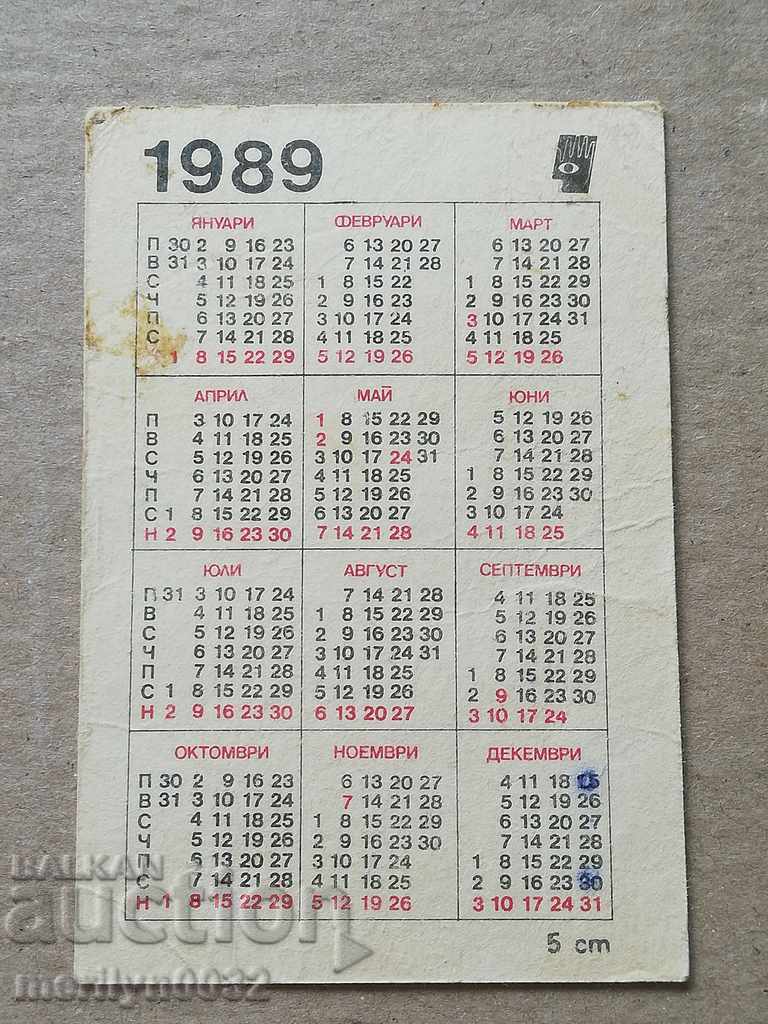 1989
ЯНУАРИ ФЕВРУАРИ МАРТ
П 30 2 9 16 23 6 13 20 27 6 13 20 27
В 31 3 10 17 24 7 14 21 28 7 14 21 28
С 4 11 18 25 1 8 15 22 1 8 15 22 29
Ч 5 12 19 26 2 9 16 23 2 9 16 23 30
П 6 13 20 27 3 10 17 24 3 10 17 24 31
С 7 14 21 28 4 11 18 25 4 11 18 25
1 8 15 22 29 5 12 19 26 5 12 19 26
АПРИЛ МАЙ ЮНИ
П 3 10 17 24 1 8 15 22 29 5 12 19 26
В 4 11 18 25 2 9 16 23 30 6 13 20 27
С 5 12 19 26 3 10 17 24 31 7 14 21 28
Ч 6 13 20 27 4 11 18 25 1 8 15 22 29
П 7 14 21 28 5 12 19 26 2 9 16 23 30
С 1 8 15 22 29 6 13 20 27 3 10 17 24
Н 2 9 16 23 30 7 14 21 28 4 11 18 25
ЮЛИ АВГУСТ СЕПТЕМВРИ
П 31 3 10 17 24 7 14 21 28 4 11 18 25
В 4 11 18 25 1 8 15 22 29 5 12 19 26
С 5 12 19 26 2 9 16 23 30 6 13 20 27
Ч 6 13 20 27 3 10 17 24 31 7 14 21 28
П 7 14 21 28 4 11 18 25 1 8 15 22 29
С 1 8 15 22 29 5 12 19 26 2 9 16 23 30
Н 2 9 16 23 30 6 13 20 27 3 10 17 24
ОКТОМВРИ НОЕМВРИ ДЕКЕМВРИ
П 30 2 9 16 23 6 13 20 27 4 11 18 25
В 31 3 10 17 24 7 14 21 28 5 12 19 26
С 4 11 18 25 1 8 15 22 29 6 13 20 27
Ч 5 12 19 26 2 9 16 23 30 7 14 21 28
П 6 13 20 27 3 10 17 24 1 8 15 22 29
С 7 14 21 28 4 11 18 25 2 9 16 23 30
Н 1 8 15 22 29 5 12 19 26 3 10 17 24 31
5 cm
BALKAN
auction
merilyn0032